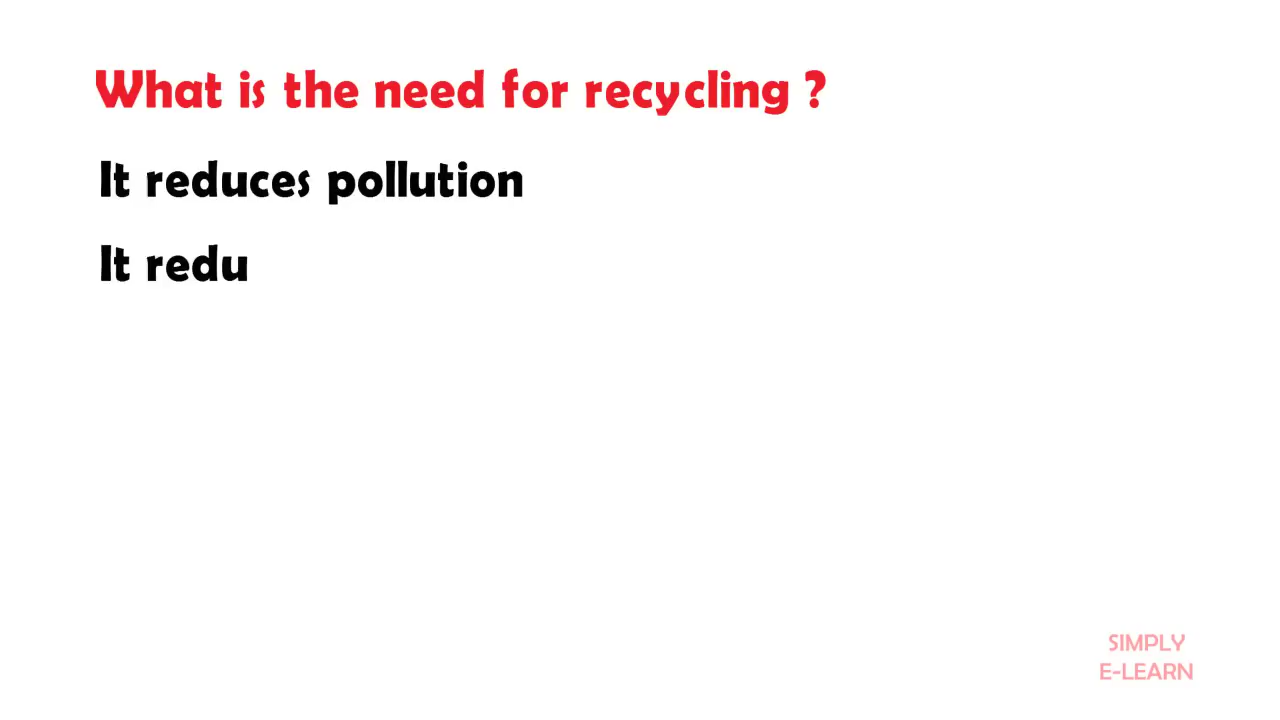 What is the need for recycling ?
It reduces pollution
It redu
SIMPLY
E-LEARN